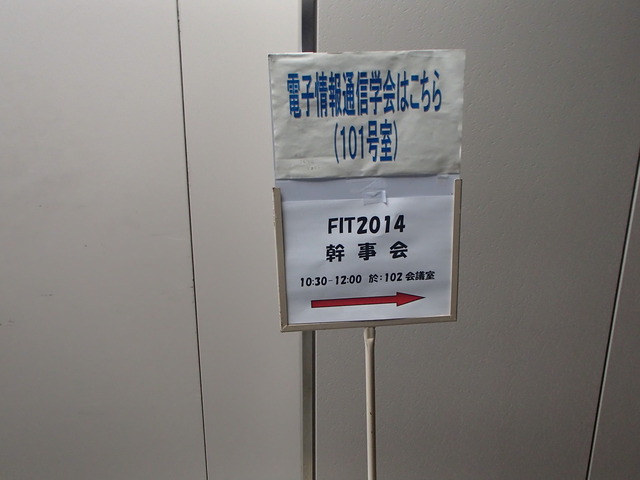 電子情報通信学会はこちら
(101号室)
FIT2014
幹事会
10:30-12:00 於:102会議室